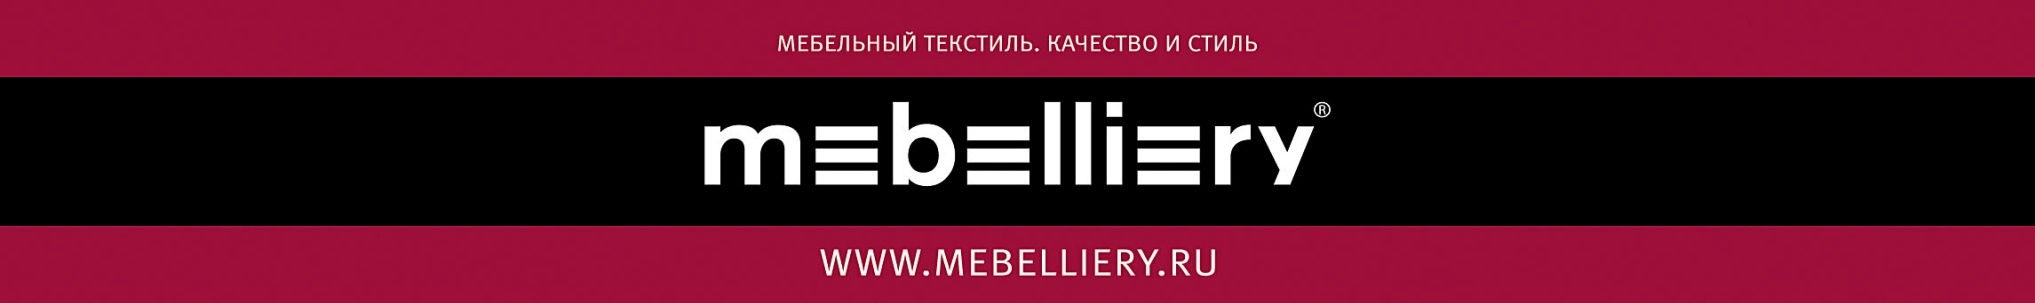 МЕБЕЛЬНЫЙ ТЕКСТИЛЬ. КАЧЕСТВО И СТИЛЬ
mebelliery®
WWW.MEBELLIERY.RU